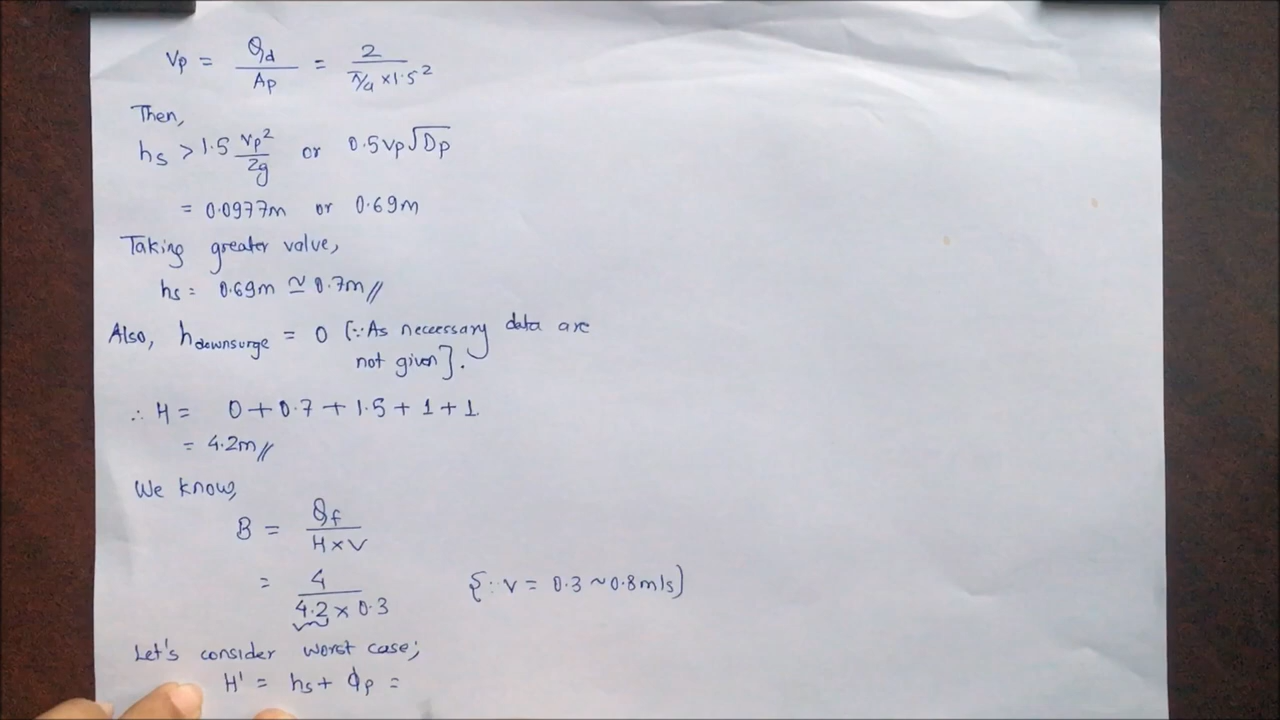 Vp = Qd / Ap = 2 / π/4 × 1.5²
Then,
hs > 1.5 Vp² / 2g or 0.5Vp√Dp
= 0.0977m or 0.69m
Taking greater value,
hs = 0.69m ≃ 0.7m //
Also, hdownsurge = 0 [∵As necessary data are
not given].
∴ H = 0 + 0.7 + 1.5 + 1 + 1
= 4.2m //
We know,
B = Qf / H×V
= 4 / 4.2 × 0.3 {∵ V = 0.3 ~ 0.8m/s}
Let's consider worst case;
H' = hs + ϕp =